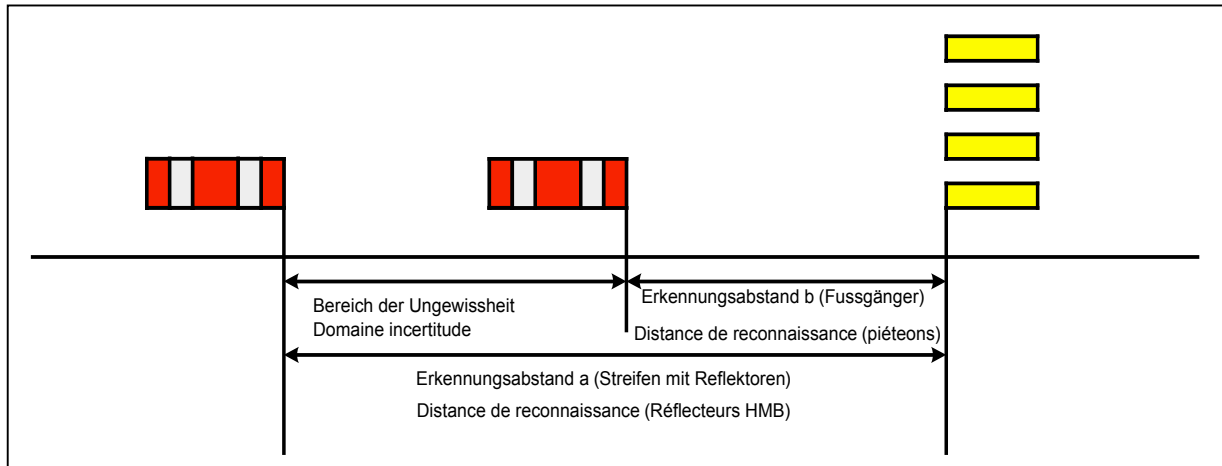 Bereich der Ungewissheit
Domaine incertitude
Erkennungsabstand b (Fussgänger)
Distance de reconnaissance (piéteons)
Erkennungsabstand a (Streifen mit Reflektoren)
Distance de reconnaissance (Réflecteurs HMB)